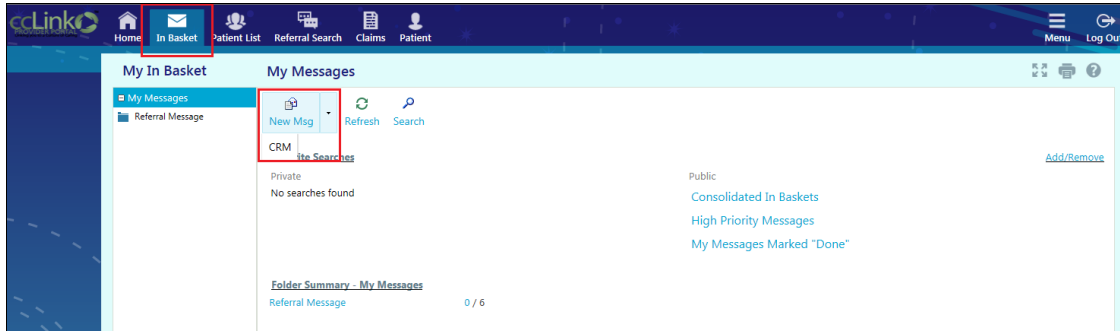 ccLink
PROVIDER PORTAL
Home In Basket Patient List Referral Search Claims Patient Menu Log Out
My In Basket
My Messages
My Messages
Referral Message
New Msg Refresh Search
CRM
ite Searches Add/Remove
Private Public
No searches found
Consolidated In Baskets
High Priority Messages
My Messages Marked "Done"
Folder Summary - My Messages
Referral Message 0 / 6